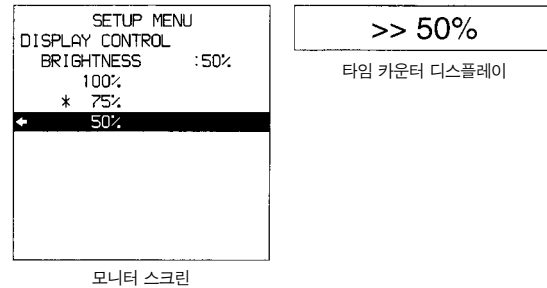 SETUP MENU
DISPLAY CONTROL
BRIGHTNESS :50%
100%
* 75%
← 50%
모니터 스크린
>> 50%
타임 카운터 디스플레이